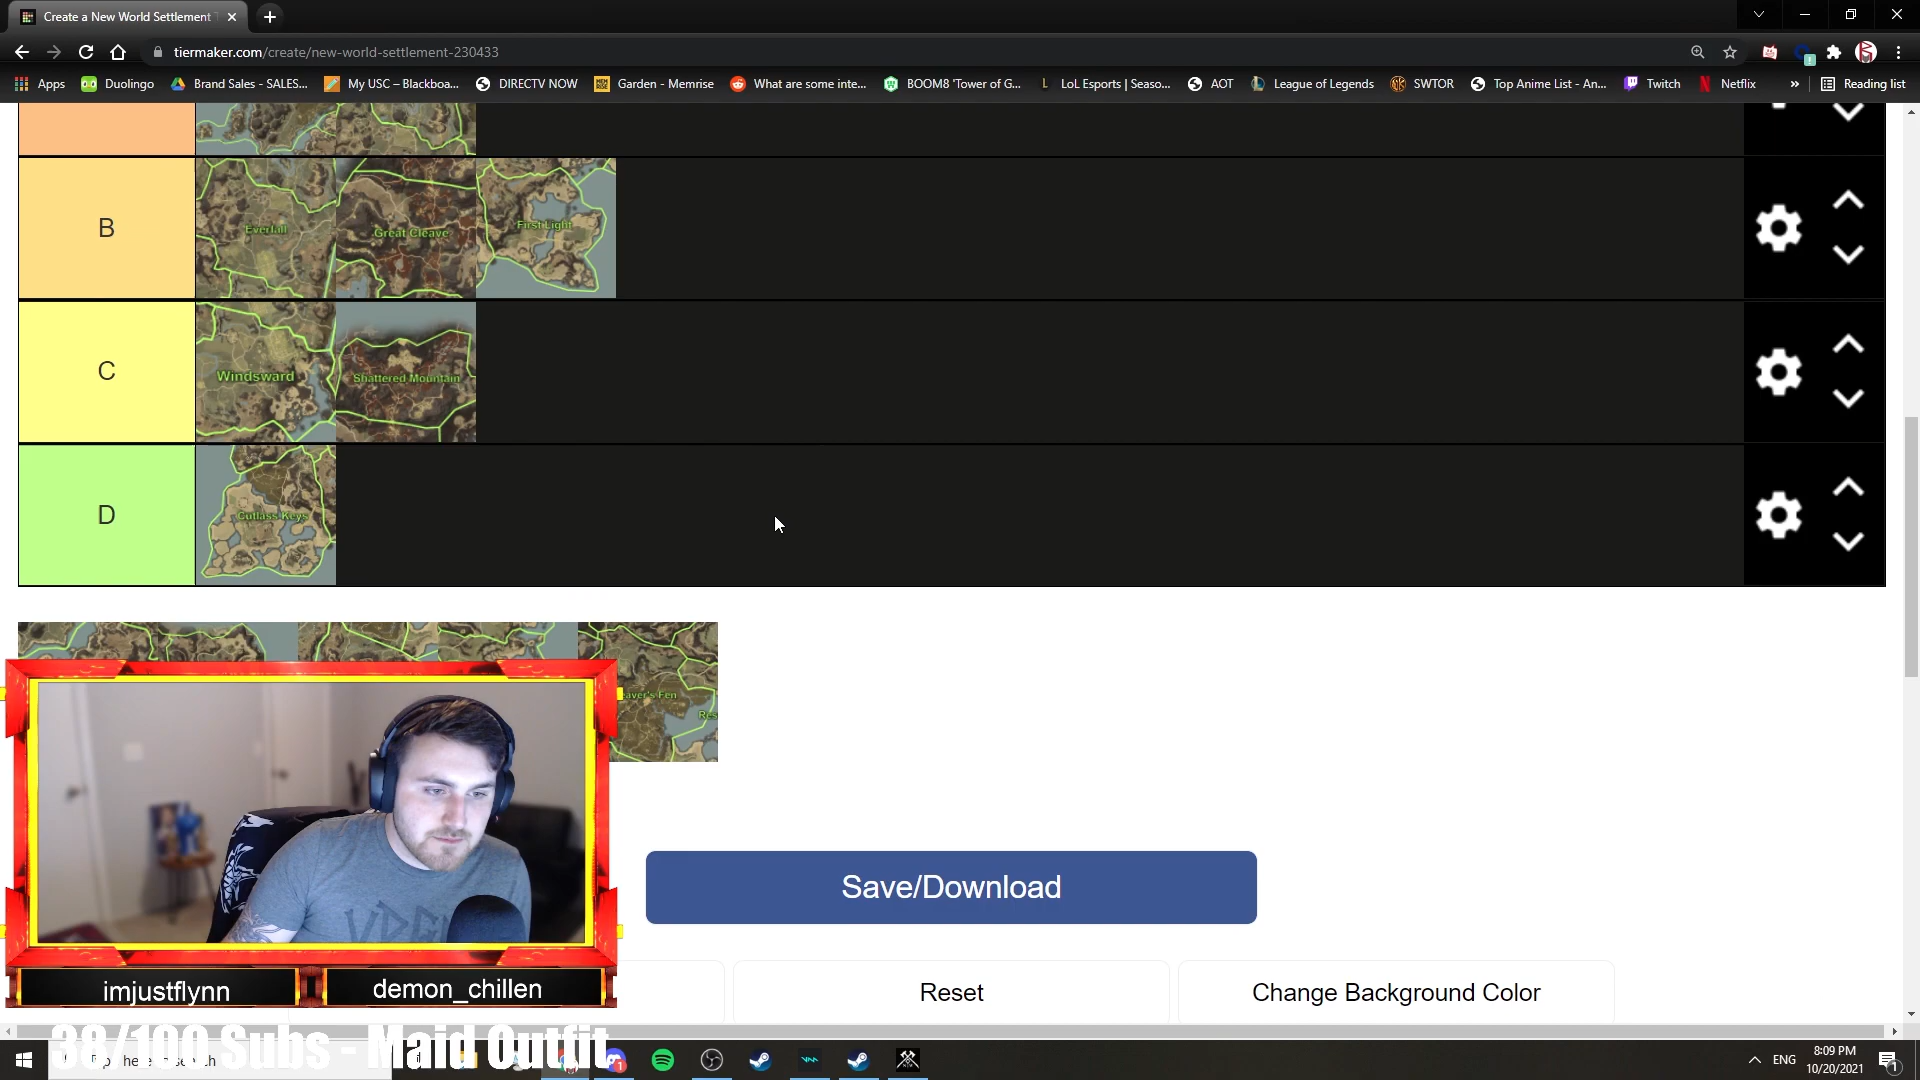 Create a New World Settlement
tiermaker.com/create/new-world-settlement-230433
Apps
Duolingo
Brand Sales - SALES...
My USC – Blackboa...
DIRECTV NOW
Garden - Memrise
What are some inte...
BOOM8 'Tower of G...
LoL Esports | Seaso...
AOT
League of Legends
SWTOR
Top Anime List - An...
Twitch
Netflix
»
Reading list
B
Everfall
Great Cleave
First Light
C
Windsward
Shattered Mountain
D
Cutlass Keys
eaver's Fen
Res
Save/Download
Reset
Change Background Color
imjustflynn
demon_chillen
38/100 Subs - Maid Outfit
ENG
8:09 PM
10/20/2021